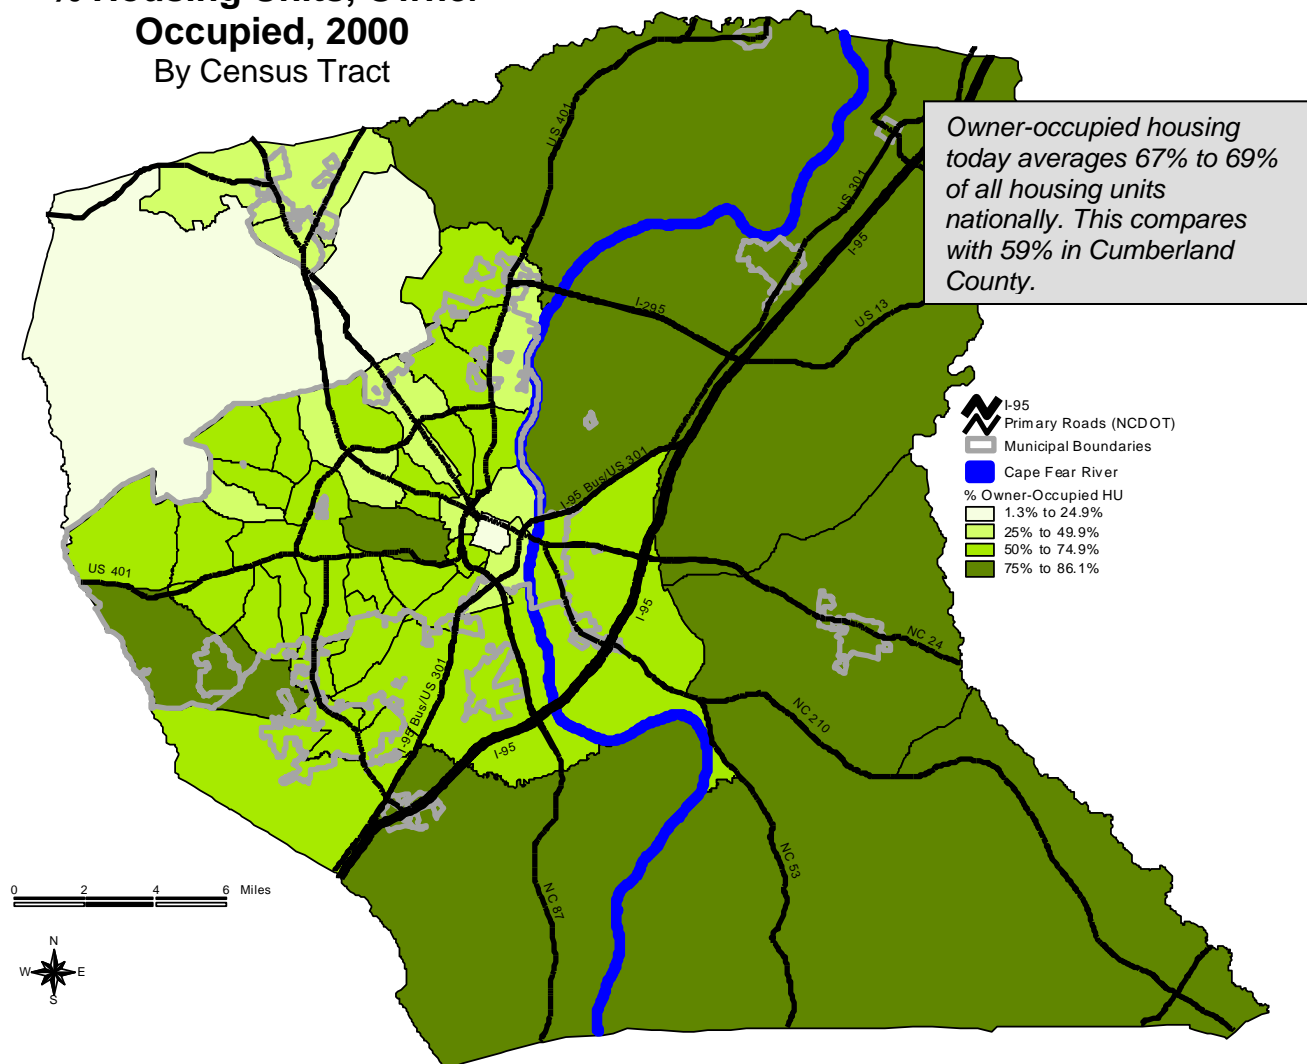 % Housing Units, Owner
Occupied, 2000
By Census Tract
Owner-occupied housing
today averages 67% to 69%
of all housing units
nationally. This compares
with 59% in Cumberland
County.
US 401
US 301
I-95
I-295
US 13
I-95 Bus/US 301
US 401
I-95
NC 24
NC 210
I-95/Bus/US 301
I-95
NC 53
NC 87
I-95
Primary Roads (NCDOT)
Municipal Boundaries
Cape Fear River
% Owner-Occupied HU
1.3% to 24.9%
25% to 49.9%
50% to 74.9%
75% to 86.1%
0 2 4 6 Miles
N
W E
S